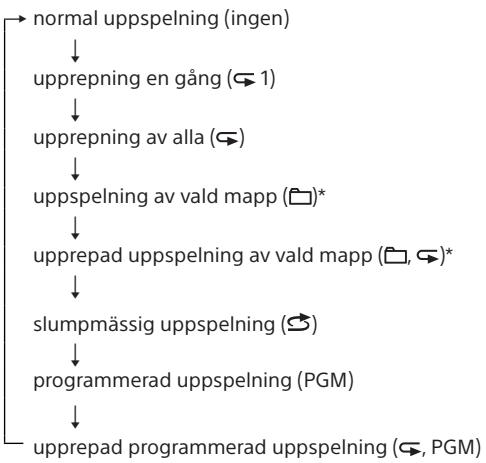 normal uppspelning (ingen)
upprepning en gång (1)
upprepning av alla ()
uppspelning av vald mapp ()*
upprepad uppspelning av vald mapp (, )*
slumpmässig uppspelning ()
programmerad uppspelning (PGM)
upprepad programmerad uppspelning (, PGM)